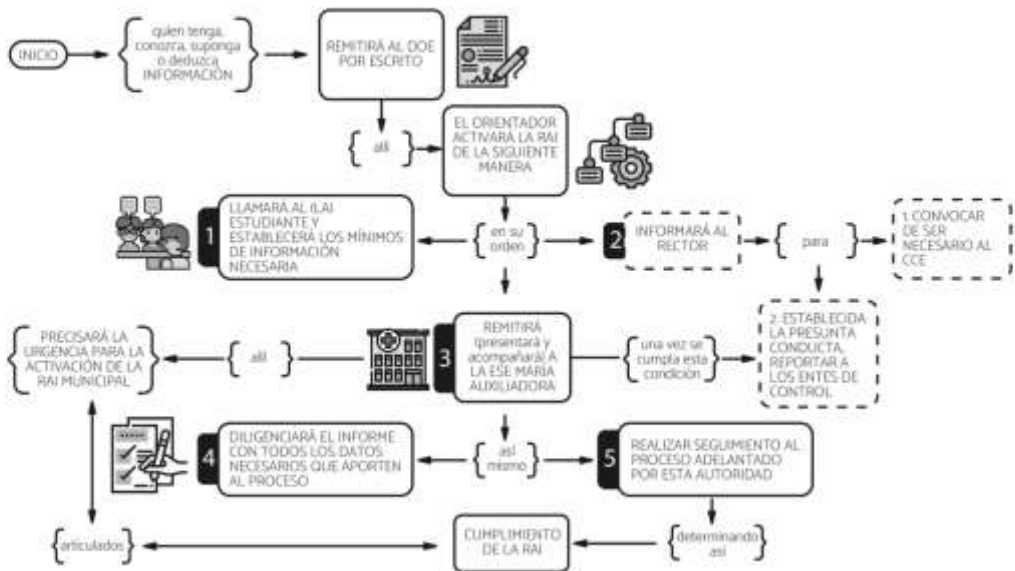 INICIO
quien tenga,
conozca, suponga
o deduzca
INFORMACIÓN
REMITIRÁ AL DOE
POR ESCRITO
allí
EL ORIENTADOR
ACTIVARÁ LA RAI
DE LA SIGUIENTE
MANERA
1
LLAMARÁ AL (LA)
ESTUDIANTE Y
ESTABLECERÁ LOS MÍNIMOS
DE INFORMACIÓN
NECESARIA
en su
orden
2
INFORMARÁ AL
RECTOR
para
1. CONVOCAR
DE SER
NECESARIO AL
CCE
2. ESTABLECIDA
LA PRESUNTA
CONDUCTA,
REPORTAR A
LOS ENTES DE
CONTROL
PRECISARÁ LA
URGENCIA PARA LA
ACTIVACIÓN DE LA
RAI MUNICIPAL
allí
3
REMITIRÁ
(presentará y
acompañará) A
LA ESE MARÍA
AUXILIADORA
una vez se
cumpla esta
condición
4
DILIGENCIARÁ EL INFORME
CON TODOS LOS DATOS
NECESARIOS QUE APORTEN
AL PROCESO
así
mismo
5
REALIZAR SEGUIMIENTO AL
PROCESO ADELANTADO
POR ESTA AUTORIDAD
articulados
CUMPLIMIENTO
DE LA RAI
determinando
así